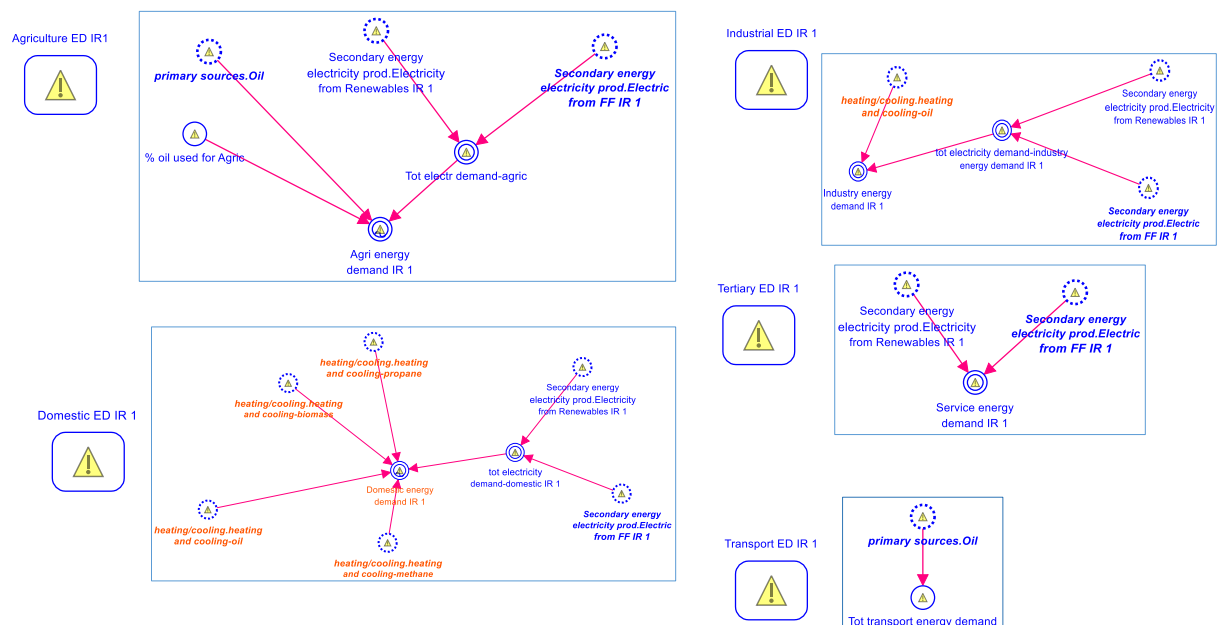 Agriculture ED IR1
primary sources.Oil
Secondary energy
electricity prod.Electricity
from Renewables IR 1
Secondary energy
electricity prod.Electric
from FF IR 1
% oil used for Agric
Tot electr demand-agric
Agri energy
demand IR 1
Industrial ED IR 1
heating/cooling.heating
and cooling-oil
Secondary energy
electricity prod.Electricity
from Renewables IR 1
tot electricity demand-industry
energy demand IR 1
Industry energy
demand IR 1
Secondary energy
electricity prod.Electric
from FF IR 1
Tertiary ED IR 1
Secondary energy
electricity prod.Electricity
from Renewables IR 1
Secondary energy
electricity prod.Electric
from FF IR 1
Service energy
demand IR 1
Domestic ED IR 1
heating/cooling.heating
and cooling-propane
heating/cooling.heating
and cooling-biomass
Secondary energy
electricity prod.Electricity
from Renewables IR 1
tot electricity
demand-domestic IR 1
Domestic energy
demand IR 1
heating/cooling.heating
and cooling-oil
Secondary energy
electricity prod.Electric
from FF IR 1
heating/cooling.heating
and cooling-methane
Transport ED IR 1
primary sources.Oil
Tot transport energy demand